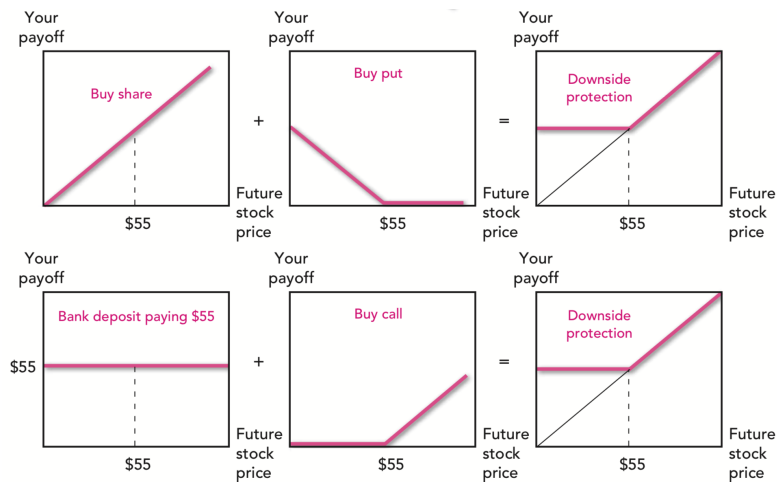 Your
payoff
Buy share
$55
Future
stock
price
+
Your
payoff
Buy put
$55
Future
stock
price
=
Your
payoff
Downside
protection
$55
Future
stock
price
Your
payoff
Bank deposit paying $55
$55
$55
Future
stock
price
+
Your
payoff
Buy call
$55
Future
stock
price
=
Your
payoff
Downside
protection
$55
Future
stock
price